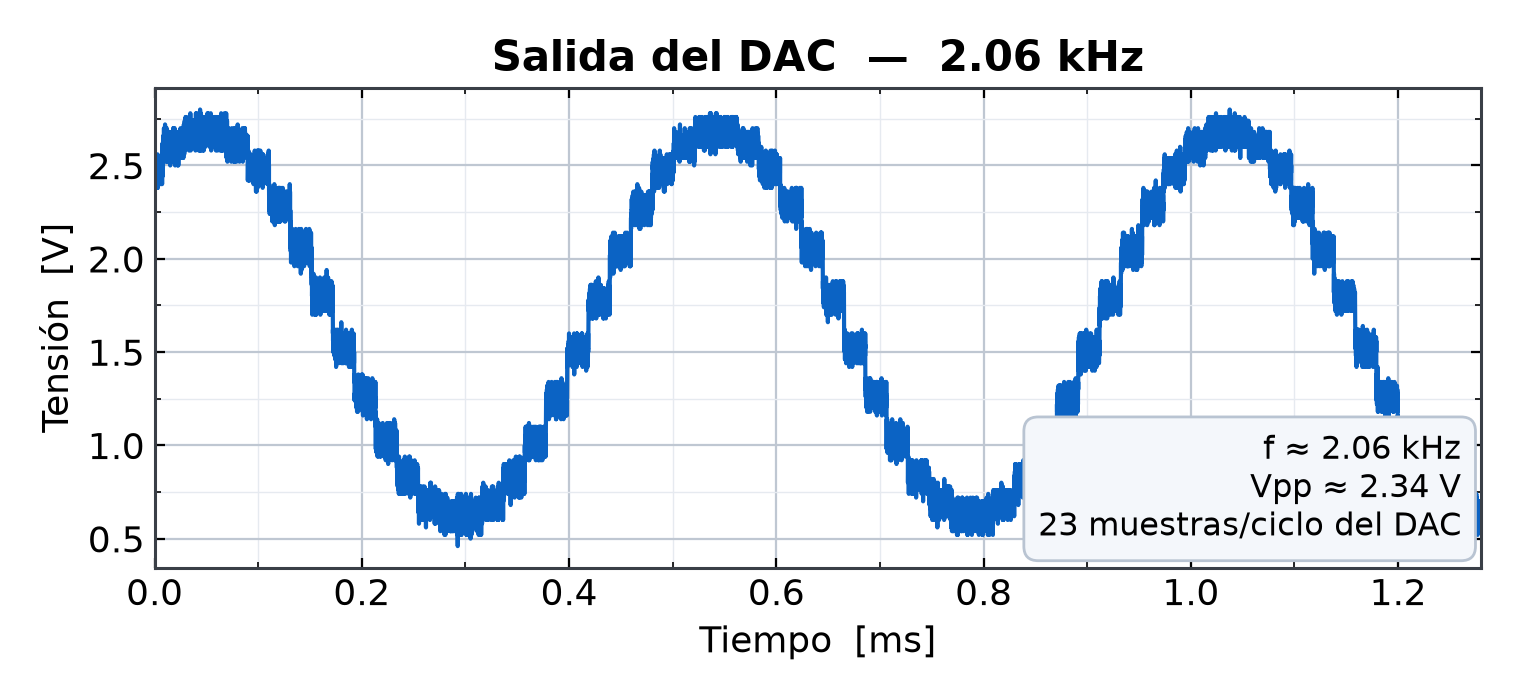 Salida del DAC — 2.06 kHz
Tensión [V]
2.5
2.0
1.5
1.0
0.5
f ≈ 2.06 kHz
Vpp ≈ 2.34 V
23 muestras/ciclo del DAC
0.0 0.2 0.4 0.6 0.8 1.0 1.2
Tiempo [ms]